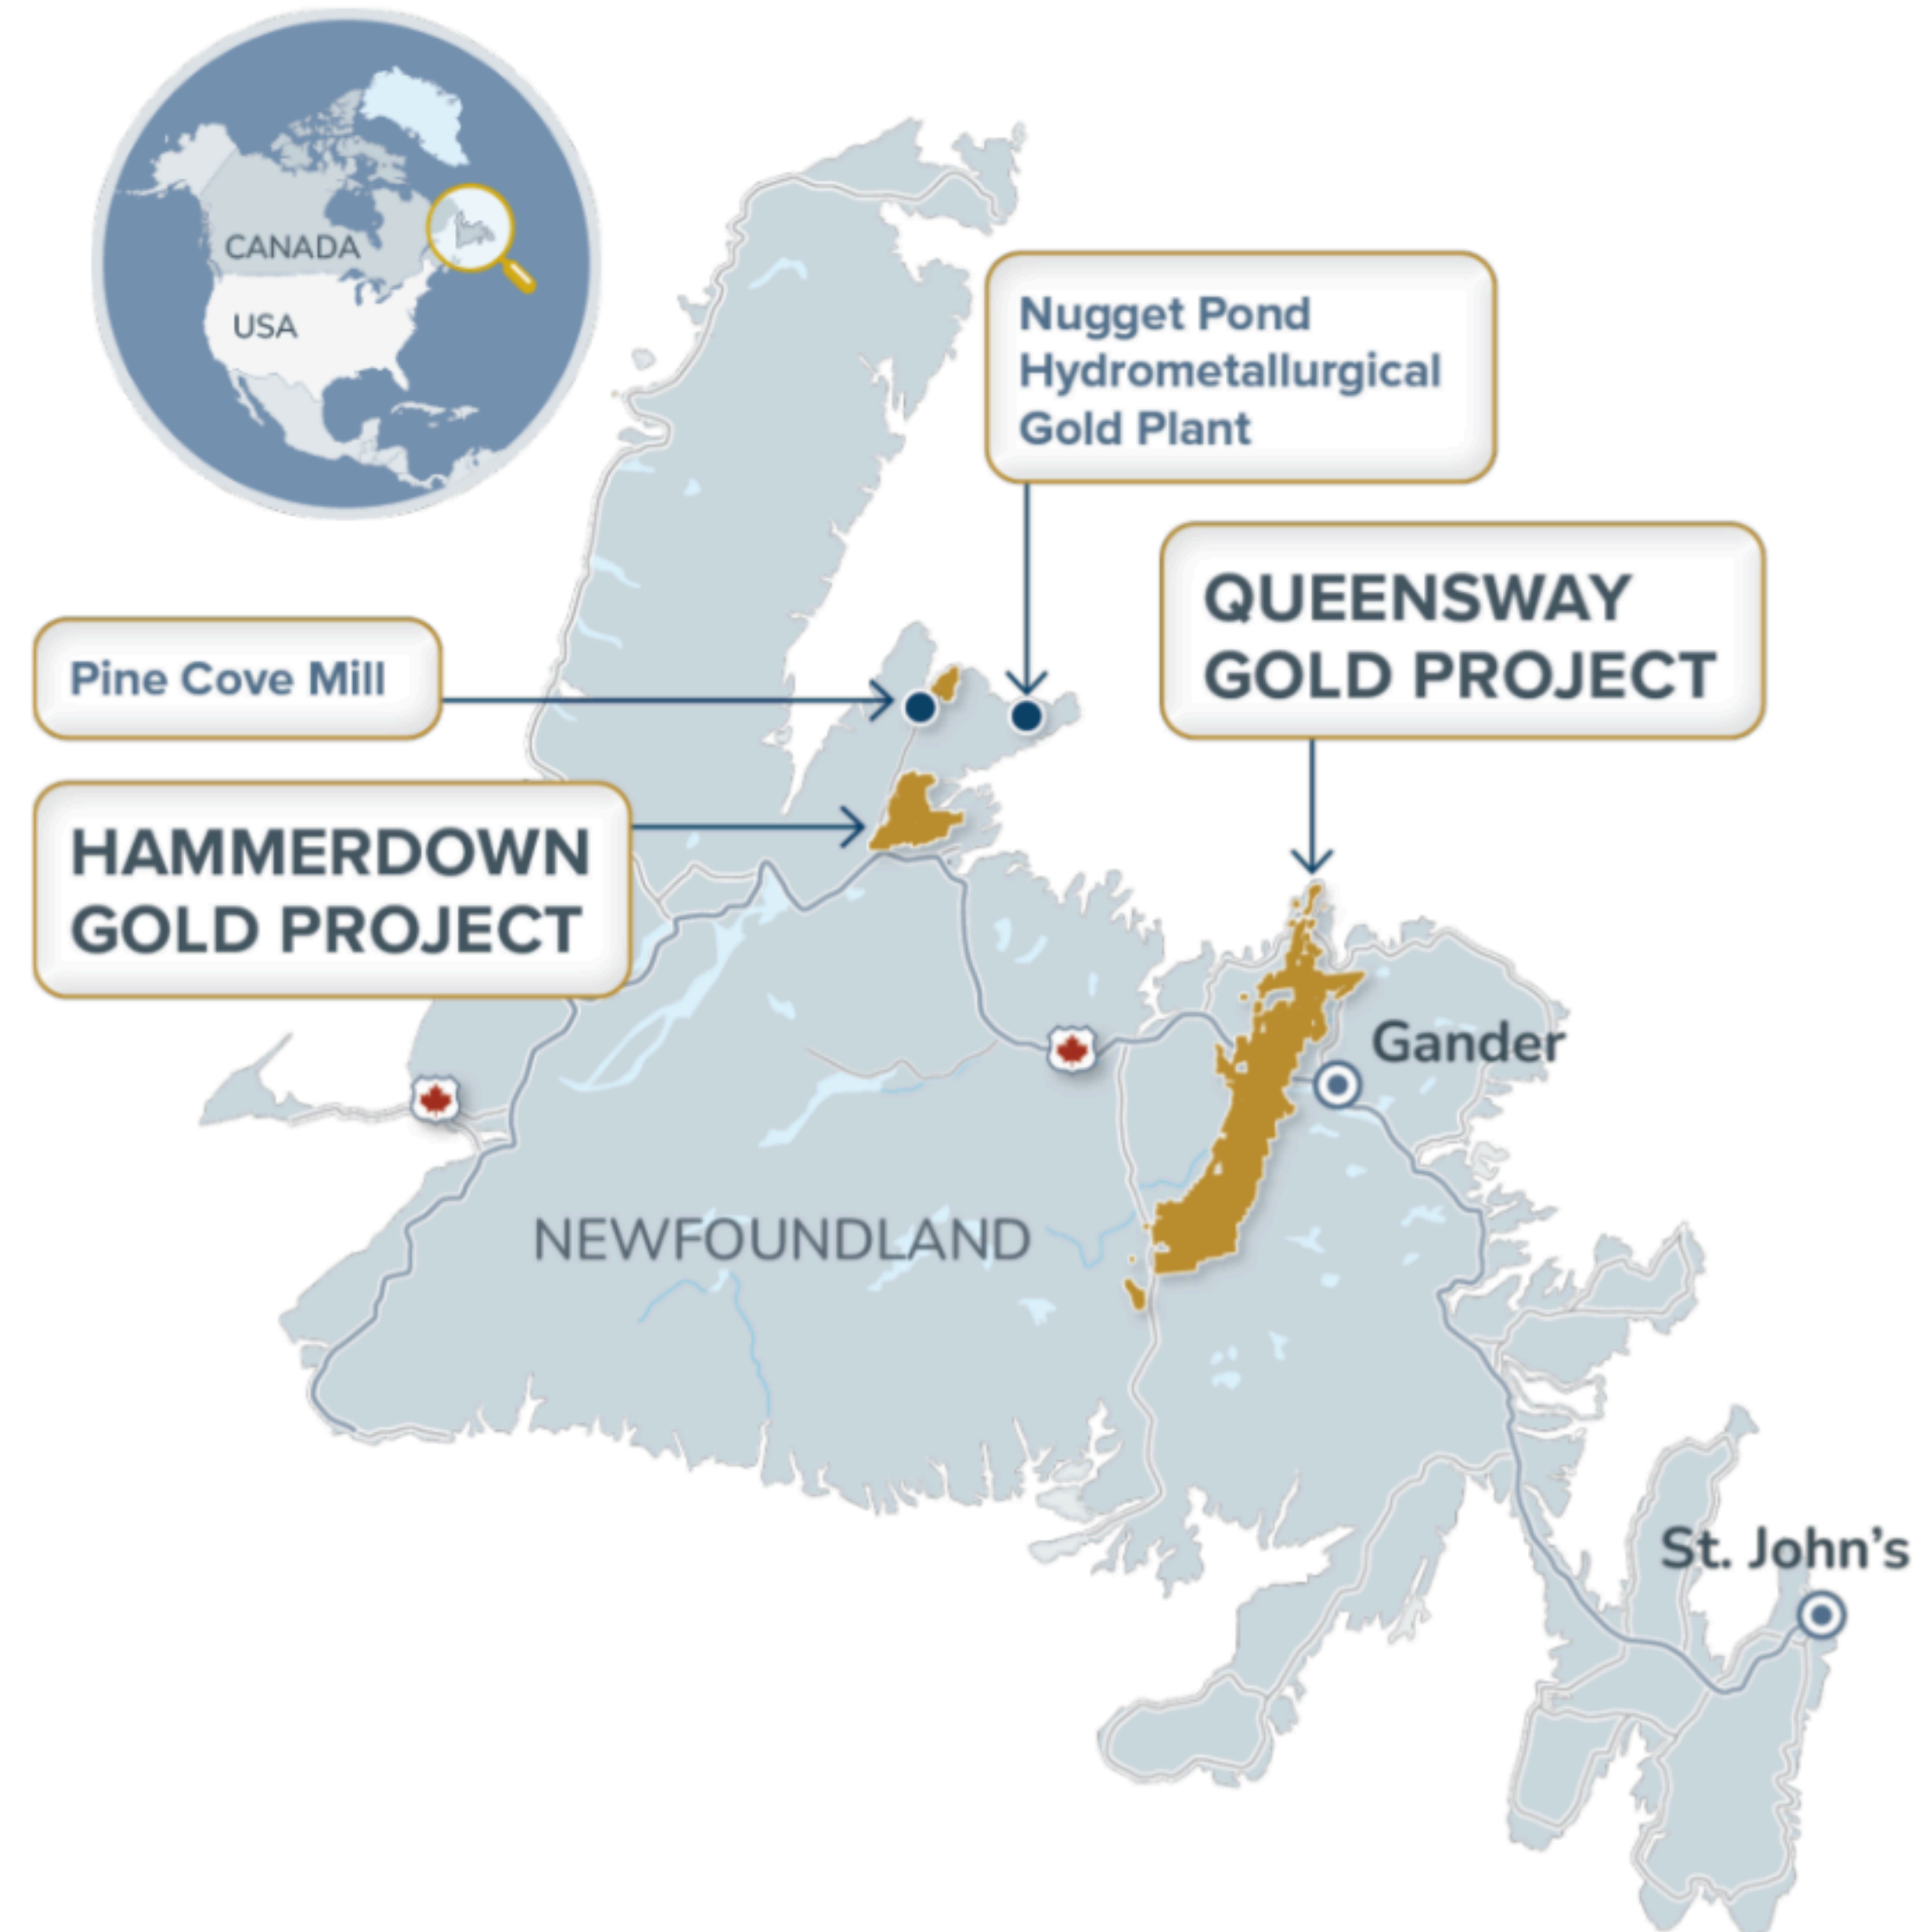 CANADA
USA
Nugget Pond
Hydrometallurgical
Gold Plant
QUEENSWAY
GOLD PROJECT
Pine Cove Mill
HAMMERDOWN
GOLD PROJECT
Gander
NEWFOUNDLAND
St. John’s